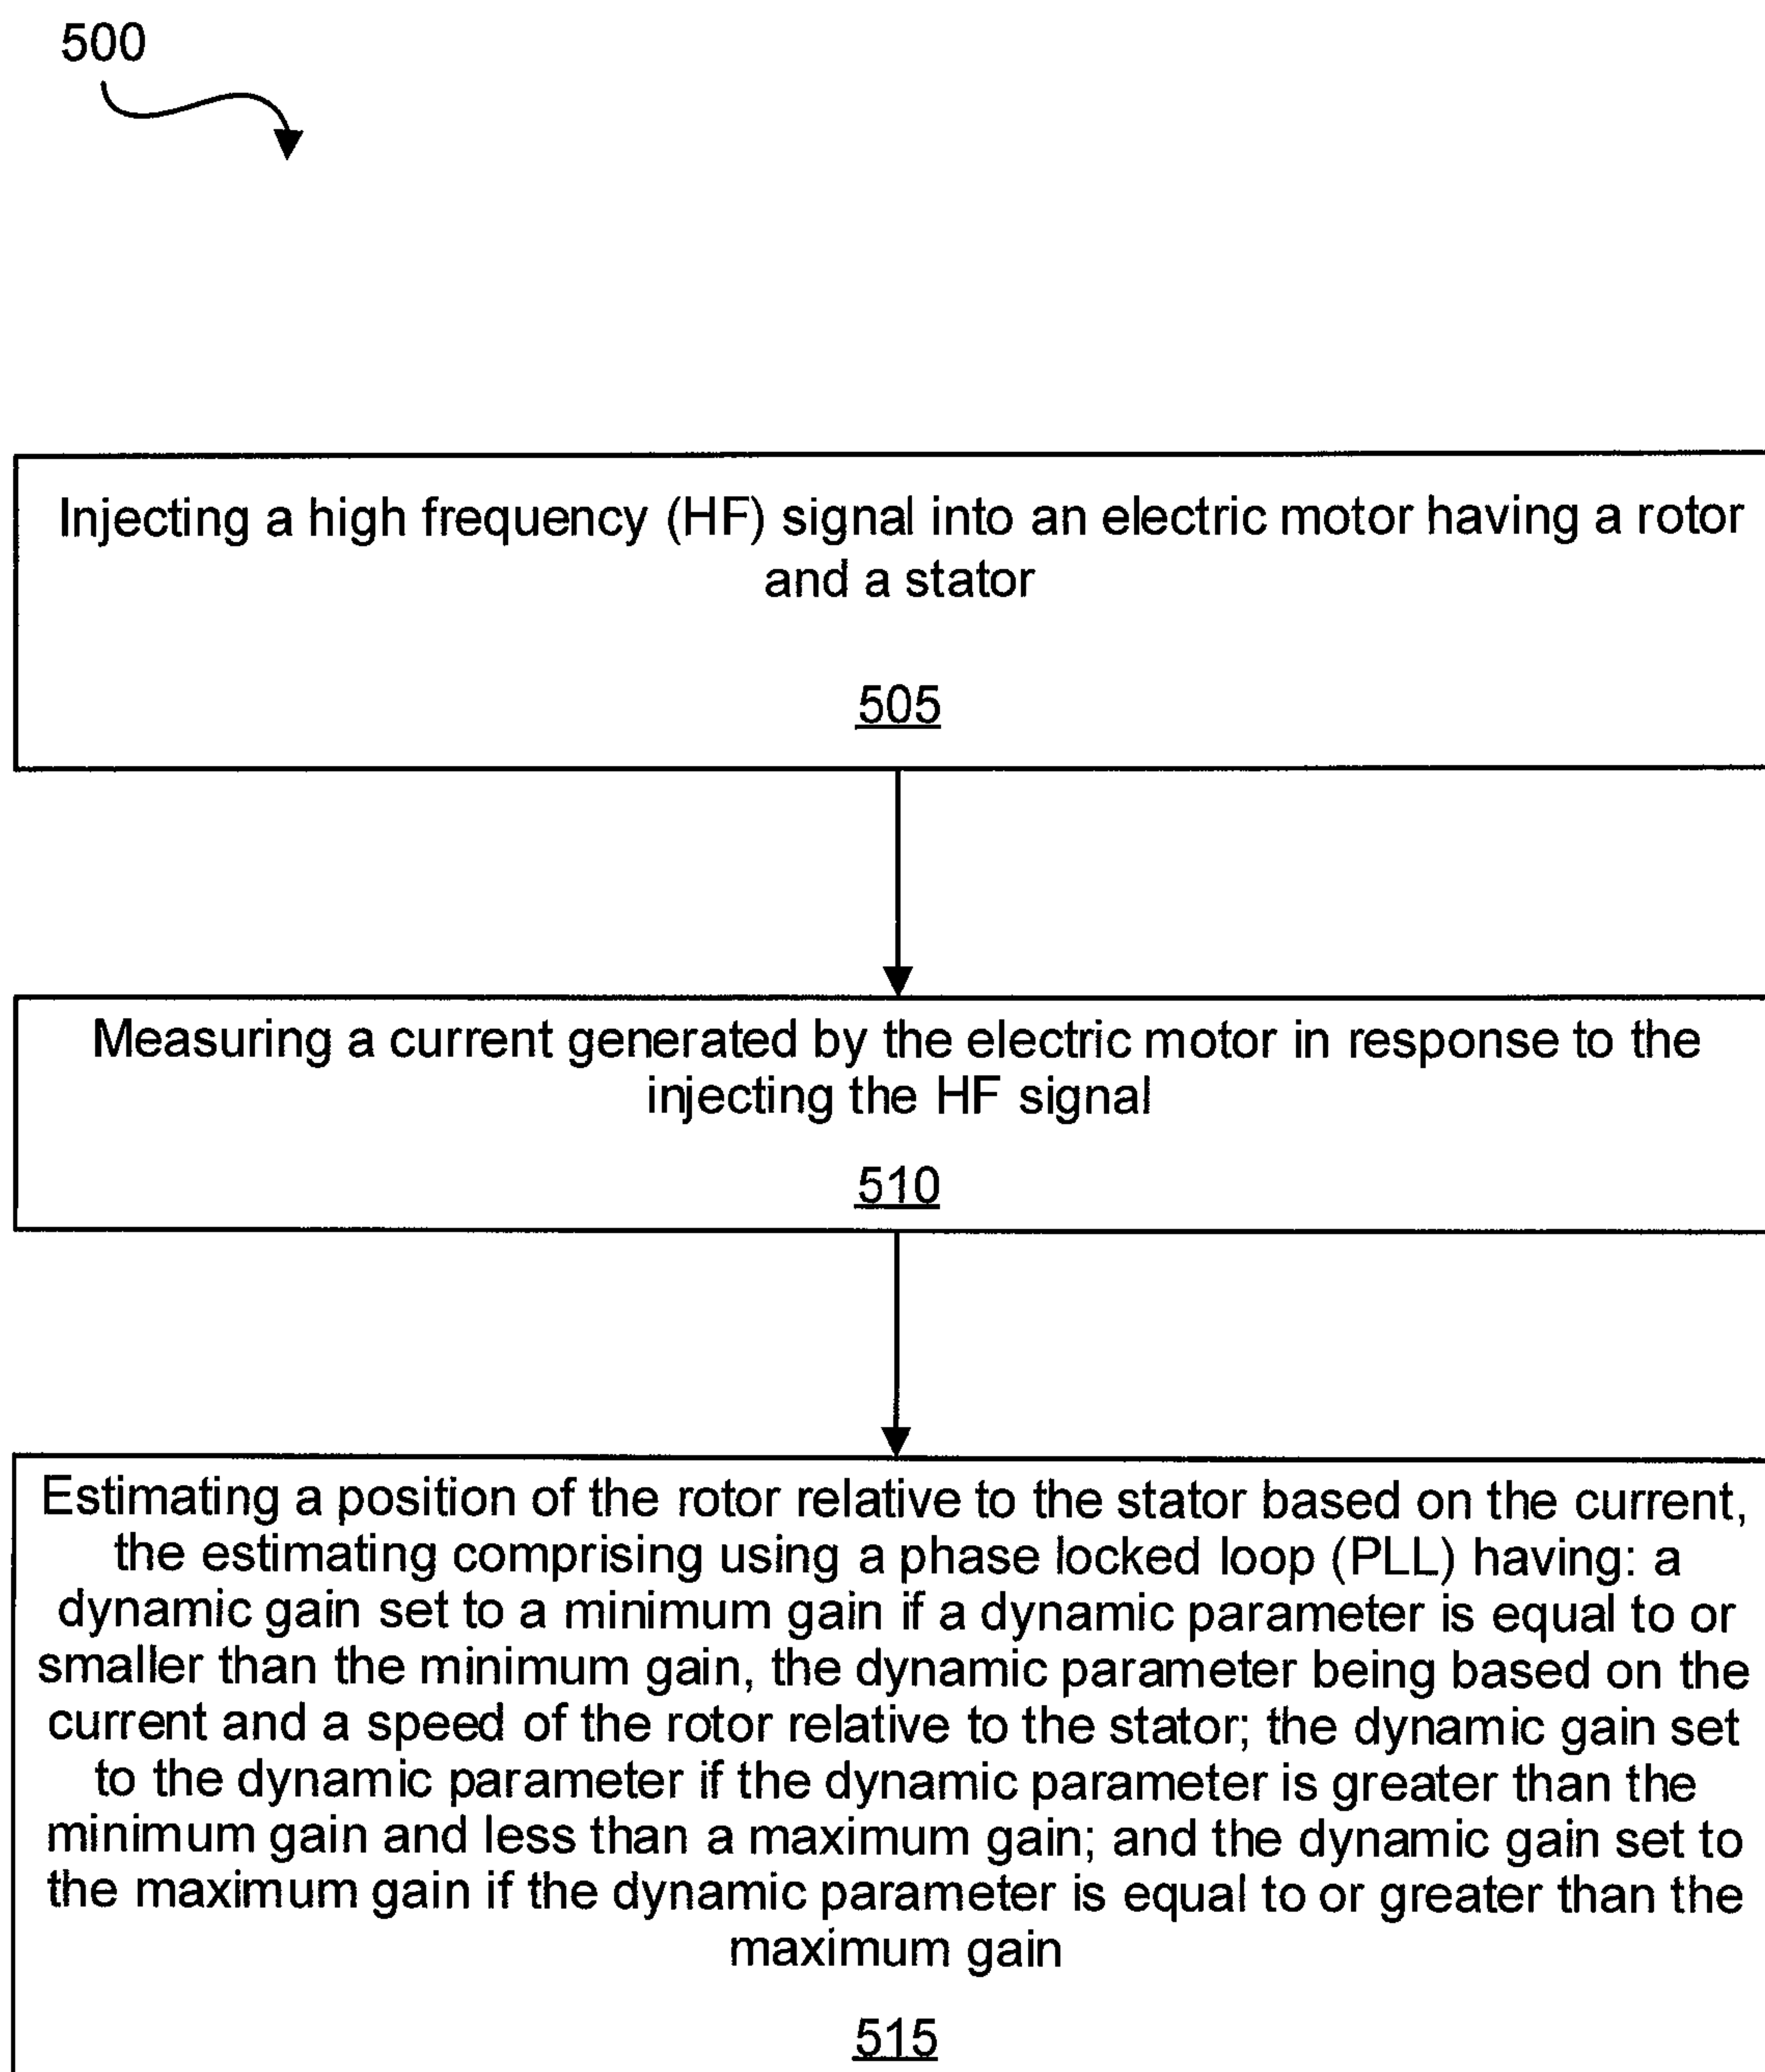 500
Injecting a high frequency (HF) signal into an electric motor having a rotor
and a stator
505
Measuring a current generated by the electric motor in response to the
injecting the HF signal
510
Estimating a position of the rotor relative to the stator based on the current,
the estimating comprising using a phase locked loop (PLL) having: a
dynamic gain set to a minimum gain if a dynamic parameter is equal to or
smaller than the minimum gain, the dynamic parameter being based on the
current and a speed of the rotor relative to the stator; the dynamic gain set
to the dynamic parameter if the dynamic parameter is greater than the
minimum gain and less than a maximum gain; and the dynamic gain set to
the maximum gain if the dynamic parameter is equal to or greater than the
maximum gain
515